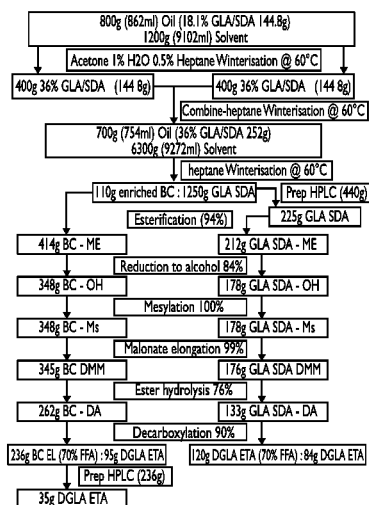 800g (862ml) Oil (18.1% GLA/SDA 144.8g)
1200g (9102ml) Solvent
Acetone 1% H2O 0.5% Heptane Winterisation @ 60°C
400g 36% GLA/SDA (144 8g)
400g 36% GLA/SDA (144 8g)
Combine-heptane Winterisation @ 60°C
700g (754ml) Oil (36% GLA/SDA 252g)
6300g (9272ml) Solvent
heptane Winterisation @ 60°C
110g enriched BC : 1250g GLA SDA
Prep HPLC (440g)
Esterification (94%)
225g GLA SDA
414g BC - ME
212g GLA SDA - ME
Reduction to alcohol 84%
348g BC - OH
178g GLA SDA - OH
Mesylation 100%
348g BC - Ms
178g GLA SDA - Ms
Malonate elongation 99%
345g BC DMM
176g GLA SDA DMM
Ester hydrolysis 76%
262g BC - DA
133g GLA SDA - DA
Decarboxylation 90%
236g BC EL (70% FFA) : 95g DGLA ETA
120g DGLA ETA (70% FFA) : 84g DGLA ETA
Prep HPLC (236g)
35g DGLA ETA